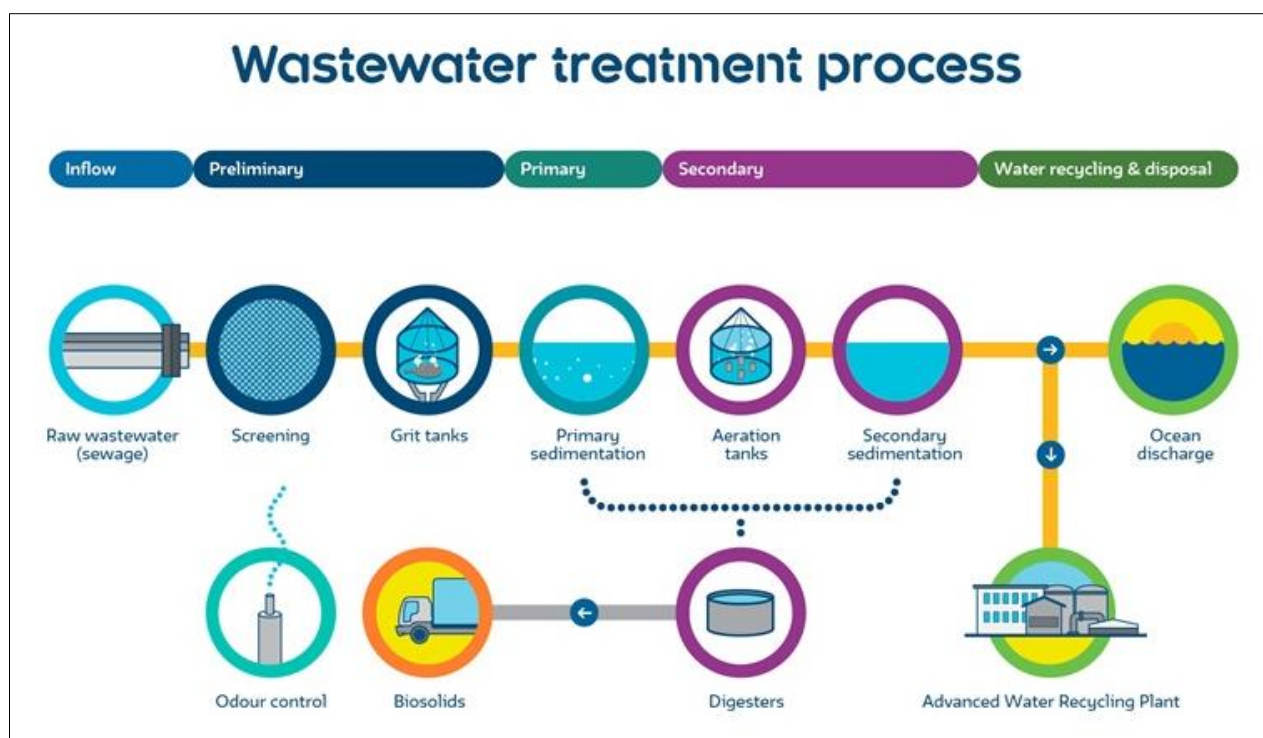 Wastewater treatment process
Inflow
Preliminary
Primary
Secondary
Water recycling & disposal
Raw wastewater
(sewage)
Screening
Grit tanks
Primary
sedimentation
Aeration
tanks
Secondary
sedimentation
Ocean
discharge
Odour control
Biosolids
Digesters
Advanced Water Recycling Plant